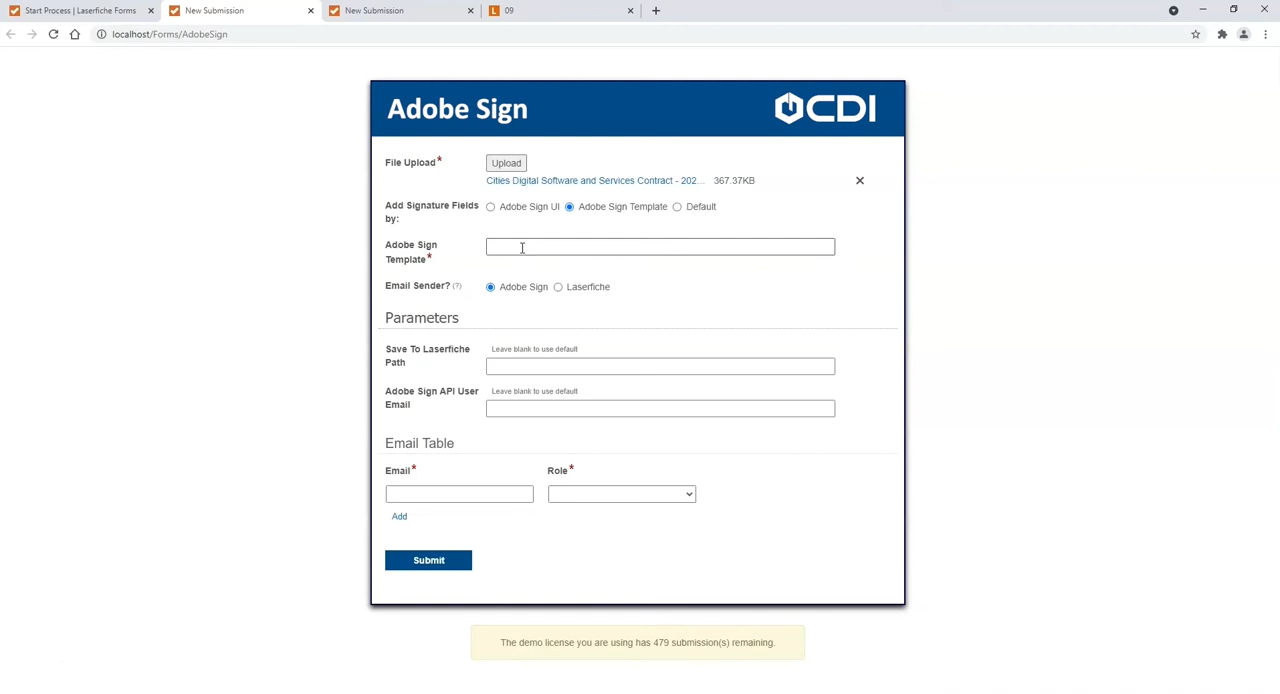 Start Process | Laserfiche Forms
New Submission
New Submission
L 09
localhost/Forms/AdobeSign
Adobe Sign
CDI
File Upload*
Upload
Cities Digital Software and Services Contract - 202... 367.37KB
Add Signature Fields by:
Adobe Sign UI Adobe Sign Template Default
Adobe Sign
Template*
Email Sender? (?)
Adobe Sign Laserfiche
Parameters
Save To Laserfiche
Path
Leave blank to use default
Adobe Sign API User
Email
Leave blank to use default
Email Table
Email* Role*
Add
Submit
The demo license you are using has 479 submission(s) remaining.